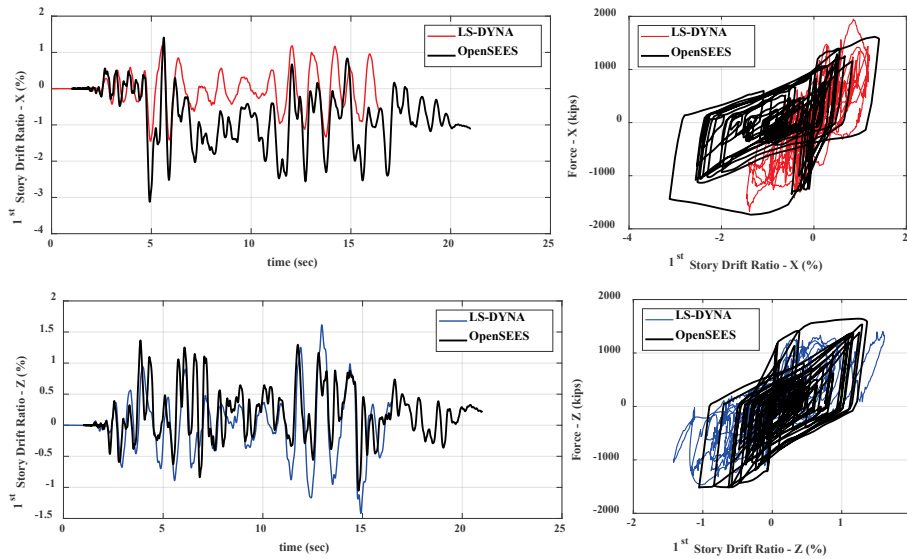 2
1
0
-1
-2
-3
-4
1st Story Drift Ratio - X (%)
LS-DYNA
OpenSEES
0
5
10
15
20
25
time (sec)
2000
1000
0
-1000
-2000
Force - X (kips)
LS-DYNA
OpenSEES
-4
-2
0
2
1st Story Drift Ratio - X (%)
2
1.5
1
0.5
0
-0.5
-1
-1.5
1st Story Drift Ratio - Z (%)
LS-DYNA
OpenSEES
0
5
10
15
20
25
time (sec)
2000
1000
0
-1000
-2000
Force - Z (kips)
LS-DYNA
OpenSEES
-2
-1
0
1
2
1st Story Drift Ratio - Z (%)